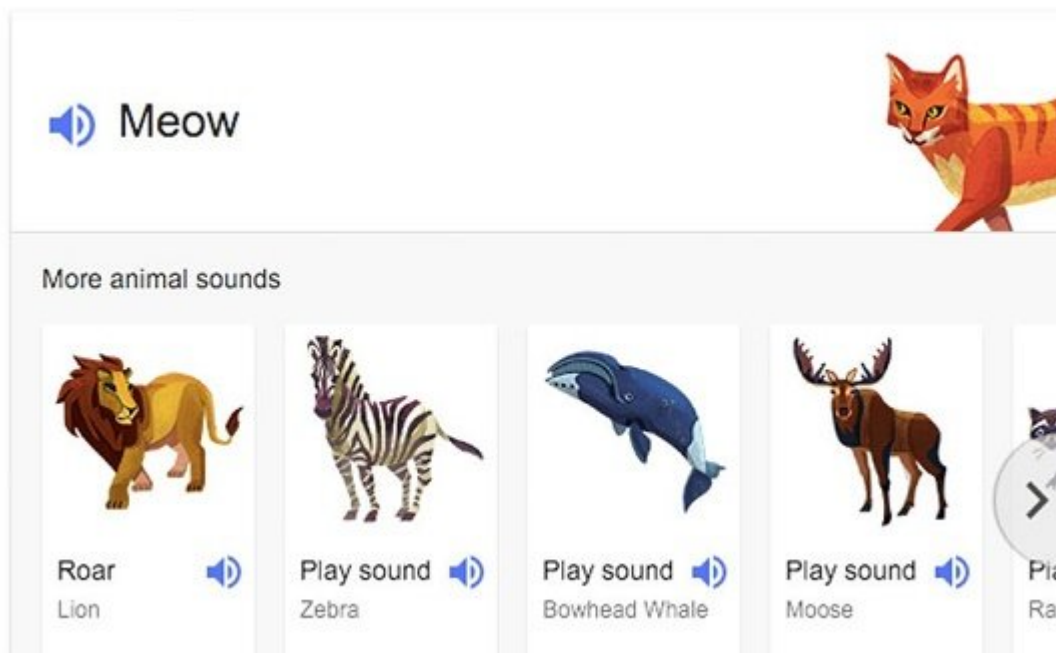 Meow
More animal sounds
Roar
Lion
Play sound
Zebra
Play sound
Bowhead Whale
Play sound
Moose